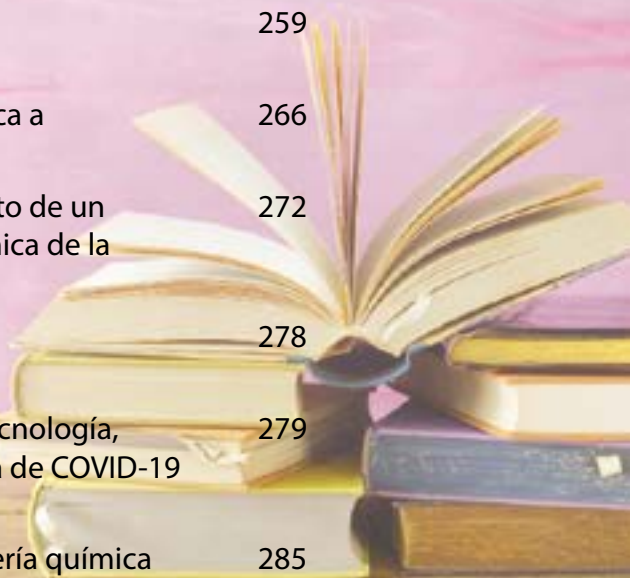 259
ca a 266
to de un 272
nica de la
278
cnología, 279
a de COVID-19
ería química 285